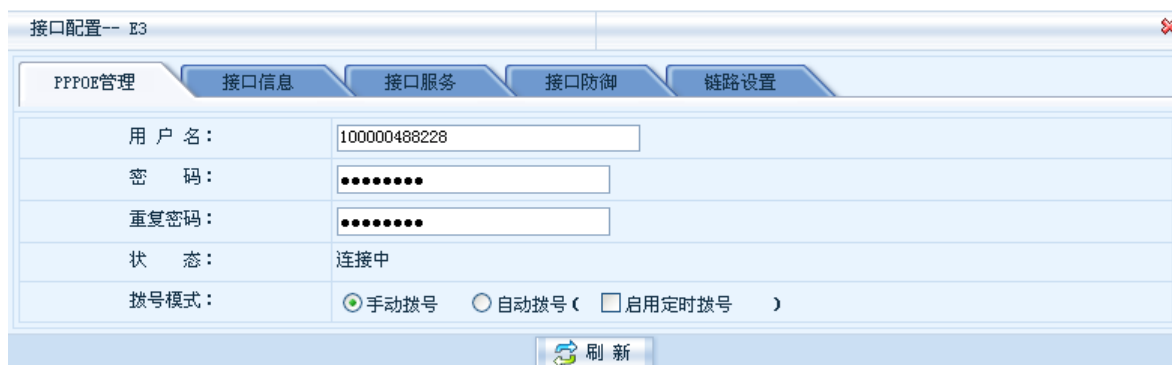 接口配置-- E3
PPPOE管理 接口信息 接口服务 接口防御 链路设置
用 户 名： 100000488228
密 码： ●●●●●●●●
重复密码： ●●●●●●●●
状 态： 连接中
拨号模式： 手动拨号 自动拨号( 启用定时拨号 )
刷 新